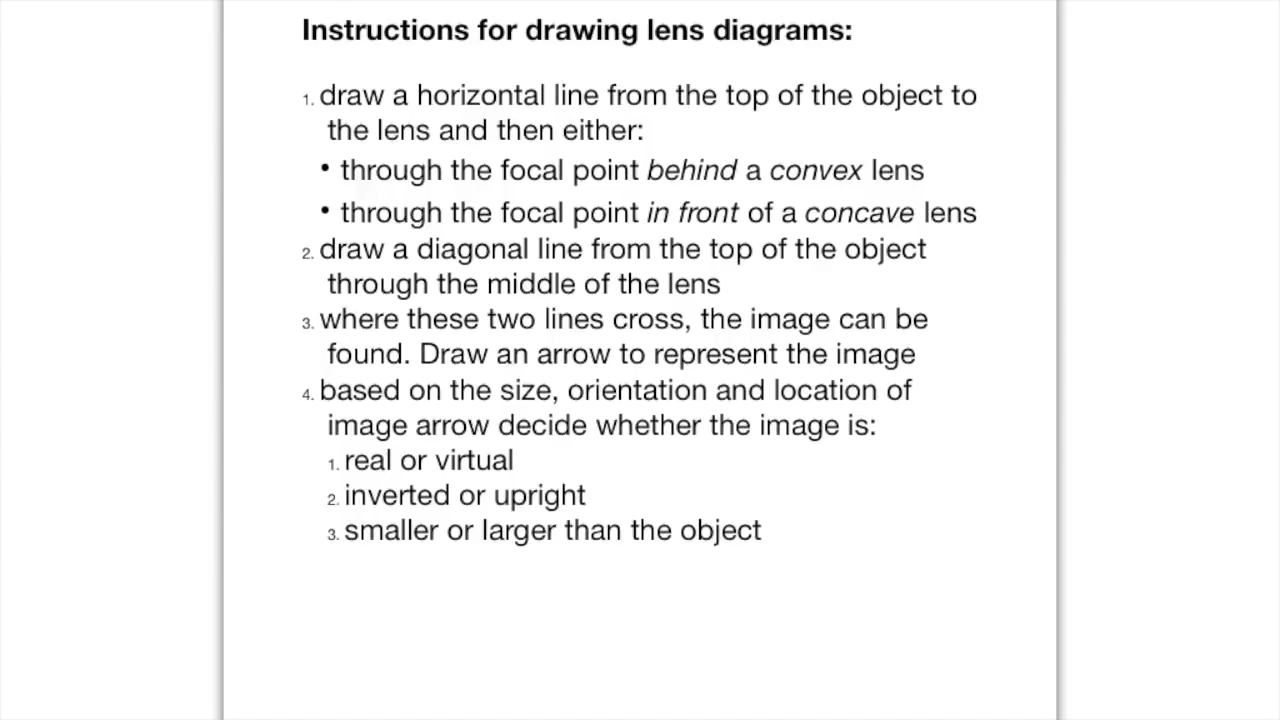 Instructions for drawing lens diagrams:
1. draw a horizontal line from the top of the object to
the lens and then either:
• through the focal point behind a convex lens
• through the focal point in front of a concave lens
2. draw a diagonal line from the top of the object
through the middle of the lens
3. where these two lines cross, the image can be
found. Draw an arrow to represent the image
4. based on the size, orientation and location of
image arrow decide whether the image is:
1. real or virtual
2. inverted or upright
3. smaller or larger than the object